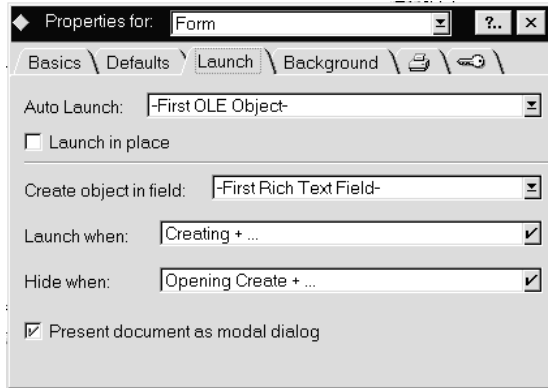 Properties for: Form ?.. ×
Basics Defaults Launch Background
Auto Launch: -First OLE Object-
Launch in place
Create object in field: -First Rich Text Field-
Launch when: Creating + ...
Hide when: Opening Create + ...
Present document as modal dialog